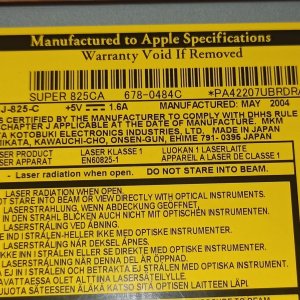 Manufactured to Apple Specifications
Warranty Void If Removed
SUPER 825CA 678-0484C *PA42207UBRDRA
J-825-C +5V 1.6A MANUFACTURED: MAY 2004
S CERTIFIED BY THE MANUFACTURER TO COMPLY WITH DHHS RULE
CHAPTER J APPLICABLE AT THE DATE OF MANUFACTURE. MKM
TA KOTOBUKI ELECTRONICS INDUSTRIES, LTD. MADE IN JAPAN
MIKATA, KAWAUCHI-CHO, ONSEN-GUN, EHIME 791-0395 JAPAN
SER PRODUCT LASER KLASSE 1 LUOKAN 1 LASERLAITE
SER APPARAT EN60825-1 APPAREIL A LASER DE CLASSE 1
- Laser radiation when open. DO NOT STARE INTO BEAM.
- LASER RADIATION WHEN OPEN.
NOT STARE INTO BEAM OR VIEW DIRECTLY WITH OPTICAL INSTRUMENTS.
LASERSTRAHLUNG, WENN ABDECKUNG GEÖFFNET
IN DEN STRAHL BLICKEN AUCH NICHT MIT OPTISCHEN INSTRUMENTEN.
LASERSTRÅLING VED ÅBNING.
IND I STRÅLEN-HELLER IKKE MED OPTISKE INSTRUMENTER.
LASERSTRÅLING NÅR DEKSEL ÅPNES.
INN I STRÅLEN ELLER SE DIREKTE MED OPTISKE INSTRUMENTER.
LASERSTRÅLNING NÄR DENNA DEL ÄR ÖPPNAD.
EJ IN I STRÅLEN OCH BETRAKTA EJ STRÅLEN MED OPTISKA INSTRUMENT.
AVATTAESSA OLET ALTTIINA LASERSÄTEILYLLE.
IJOTA SÄTEESEEN ÄLÄKÄ KATSO SITÄ OPTISEN LAITTEEN LÄPI.